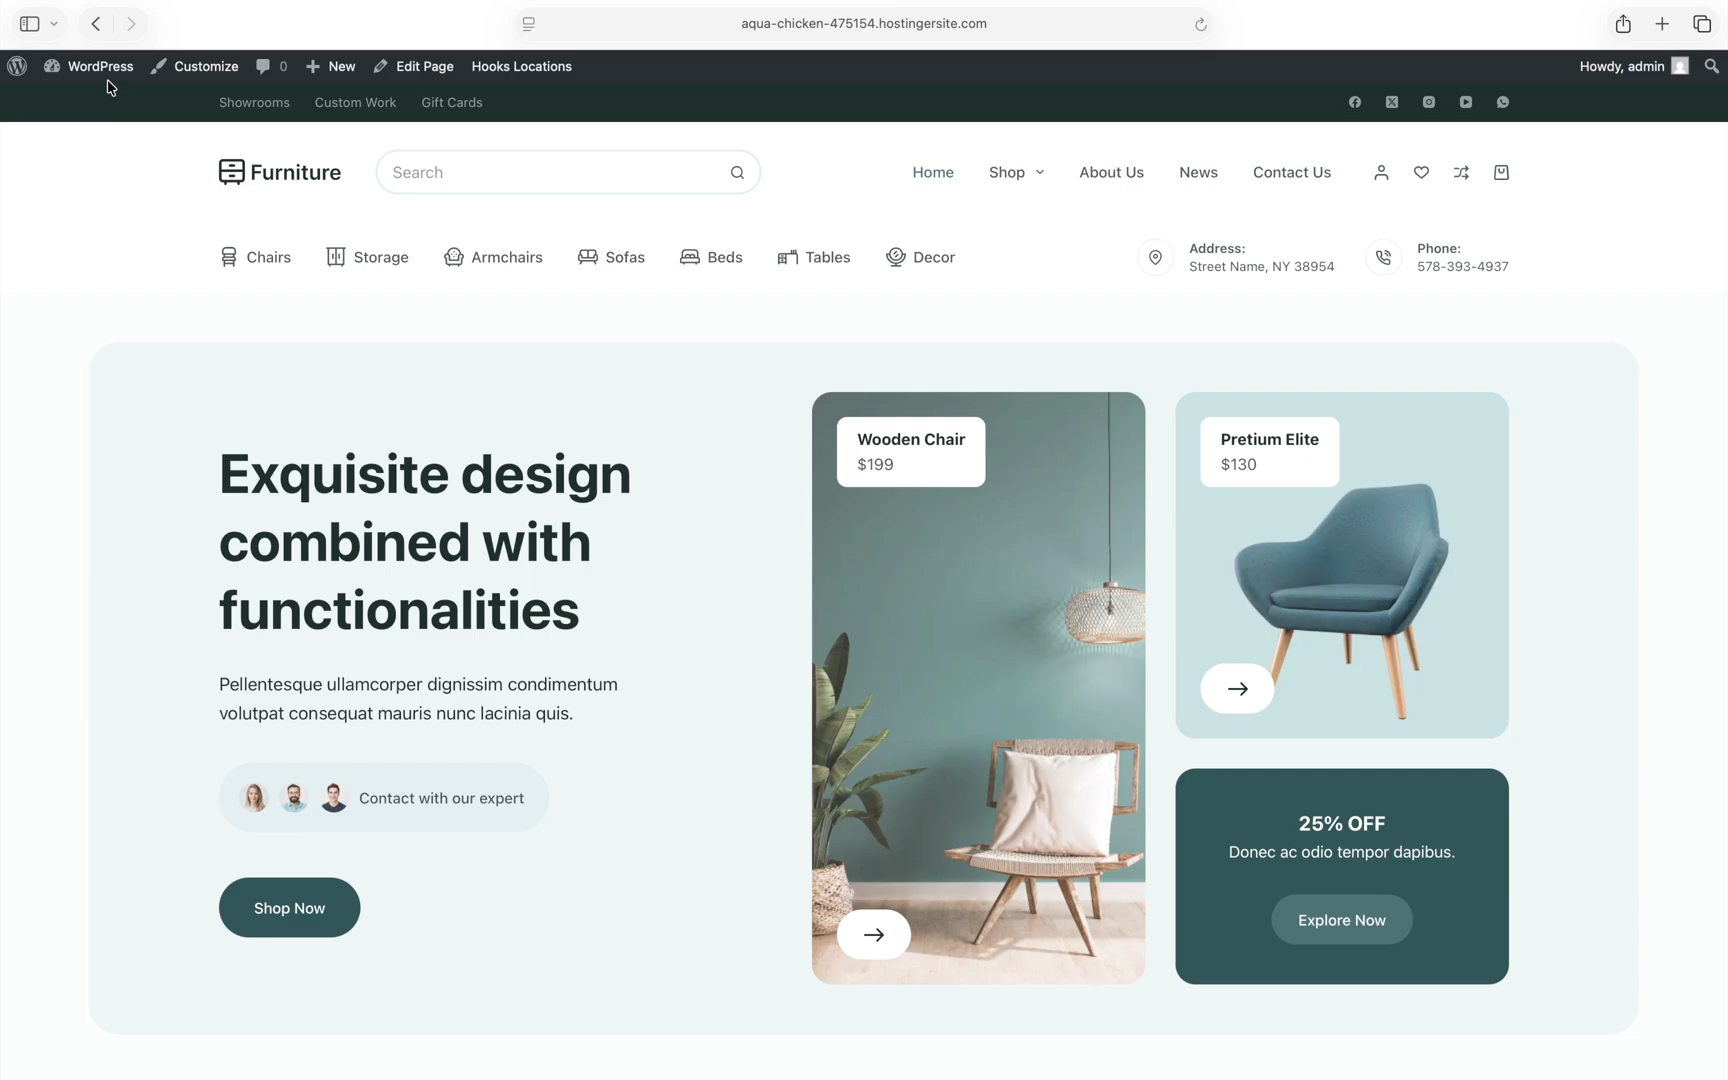 aqua-chicken-475154.hostingersite.com
WordPress Customize 0 New Edit Page Hooks Locations Howdy, admin
Showrooms Custom Work Gift Cards
Furniture Search Home Shop About Us News Contact Us
Chairs Storage Armchairs Sofas Beds Tables Decor
Address:
Street Name, NY 38954
Phone:
578-393-4937
Exquisite design
combined with
functionalities
Pellentesque ullamcorper dignissim condimentum
volutpat consequat mauris nunc lacinia quis.
Contact with our expert
Shop Now
Wooden Chair
$199
Pretium Elite
$130
25% OFF
Donec ac odio tempor dapibus.
Explore Now